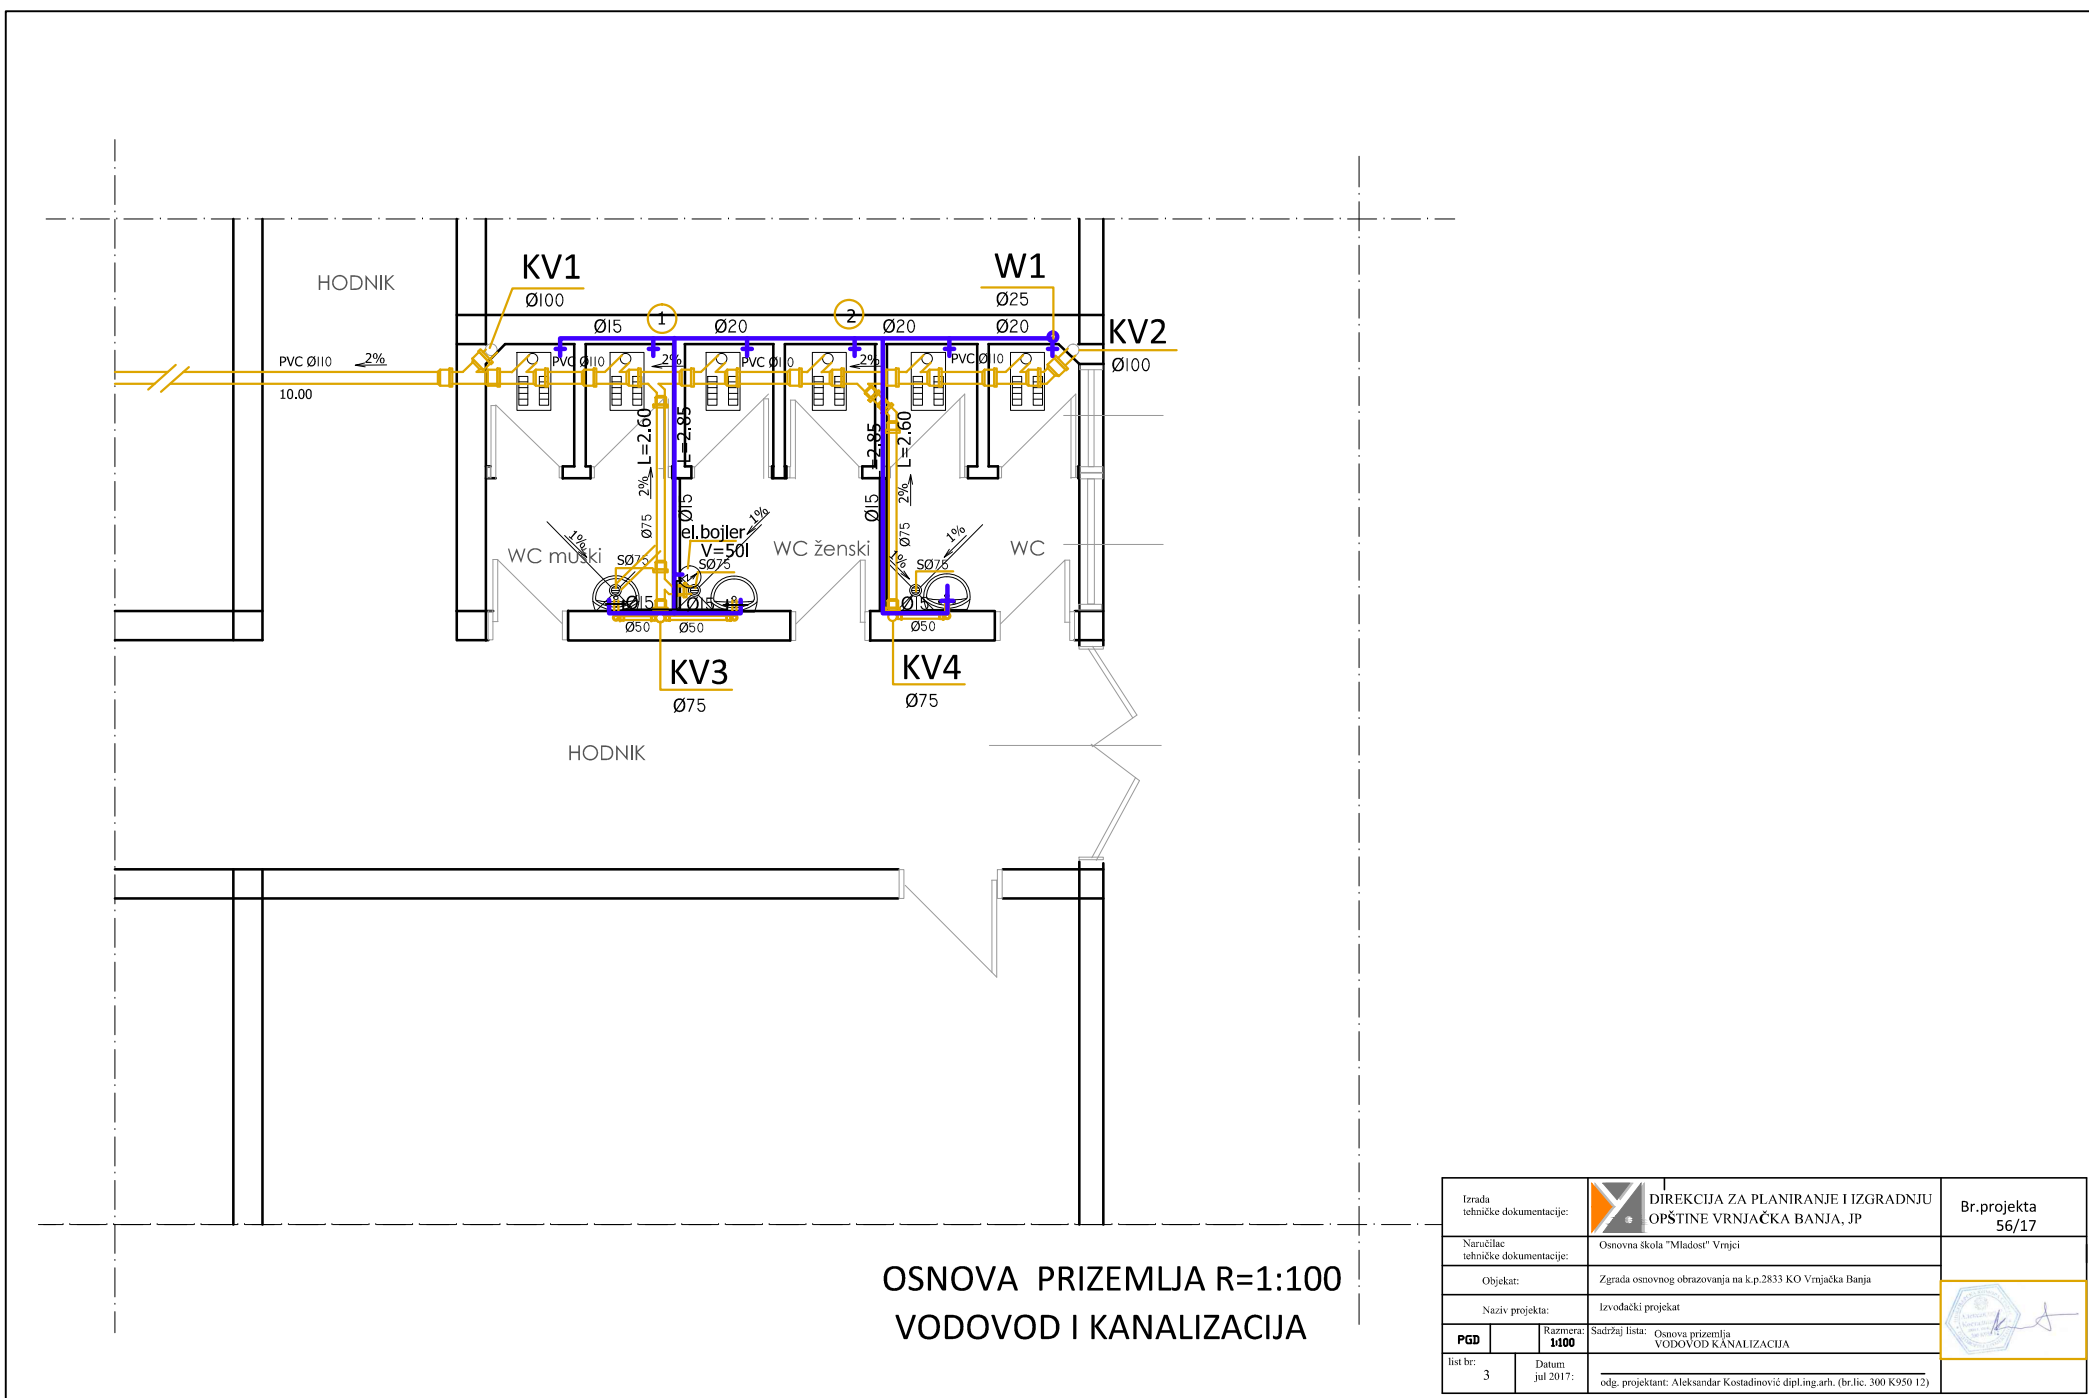 HODNIK
KV1
Ø100
W1
Ø25
KV2
Ø100
1
2
Ø15
Ø20
Ø20
Ø20
PVC Ø110
2%
10.00
PVC Ø110
2%
PVC Ø110
2%
PVC Ø110
L=2.60
L=2.85
L=2.85
L=2.60
2%
Ø75
Ø15
Ø15
2%
Ø75
1%
el.bojler
V=50l
1%
1%
1%
WC muški
WC ženski
WC
SØ75
SØ75
SØ75
Ø15
Ø15
Ø15
Ø50
Ø50
Ø50
KV3
Ø75
KV4
Ø75
HODNIK
OSNOVA PRIZEMLJA R=1:100
VODOVOD I KANALIZACIJA
Izrada
tehničke dokumentacije:
DIREKCIJA ZA PLANIRANJE I IZGRADNJU
OPŠTINE VRNJAČKA BANJA, JP
Br.projekta
56/17
Naručilac
tehničke dokumentacije:
Osnovna škola "Mladost" Vrnjci
Objekat:
Zgrada osnovnog obrazovanja na k.p.2833 KO Vrnjačka Banja
Naziv projekta:
Izvođački projekat
PGD
Razmera:
1:100
Sadržaj lista:
Osnova prizemlja
VODOVOD KANALIZACIJA
list br:
3
Datum
jul 2017:
odg. projektant: Aleksandar Kostadinović dipl.ing.arh. (br.lic. 300 K950 12)